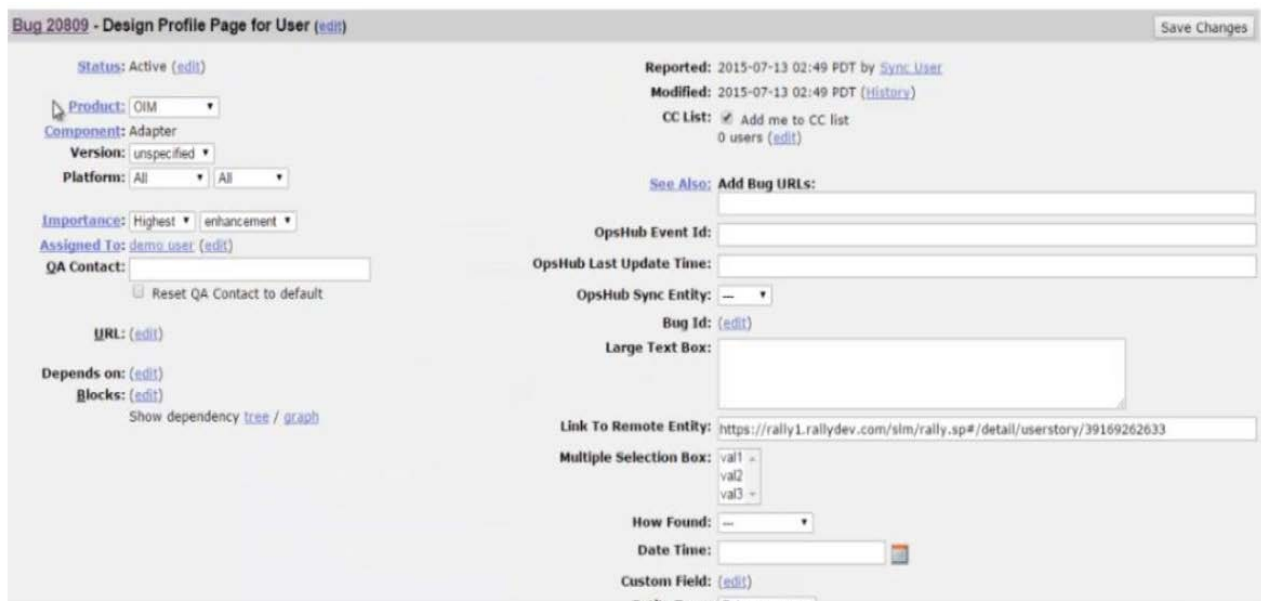 Bug 20809 - Design Profile Page for User (edit)
Save Changes
Status: Active (edit)
Product: OIM
Component: Adapter
Version: unspecified
Platform: All All
Importance: Highest enhancement
Assigned To: demo user (edit)
QA Contact:
Reset QA Contact to default
URL: (edit)
Depends on: (edit)
Blocks: (edit)
Show dependency tree / graph
Reported: 2015-07-13 02:49 PDT by Sync User
Modified: 2015-07-13 02:49 PDT (History)
CC List: Add me to CC list
0 users (edit)
See Also: Add Bug URLs:
OpsHub Event Id:
OpsHub Last Update Time:
OpsHub Sync Entity: ---
Bug Id: (edit)
Large Text Box:
Link To Remote Entity: https://rally1.rallydev.com/slm/rally.sp#/detail/userstory/39169262633
Multiple Selection Box: val1
val2
val3
How Found: ---
Date Time:
Custom Field: (edit)